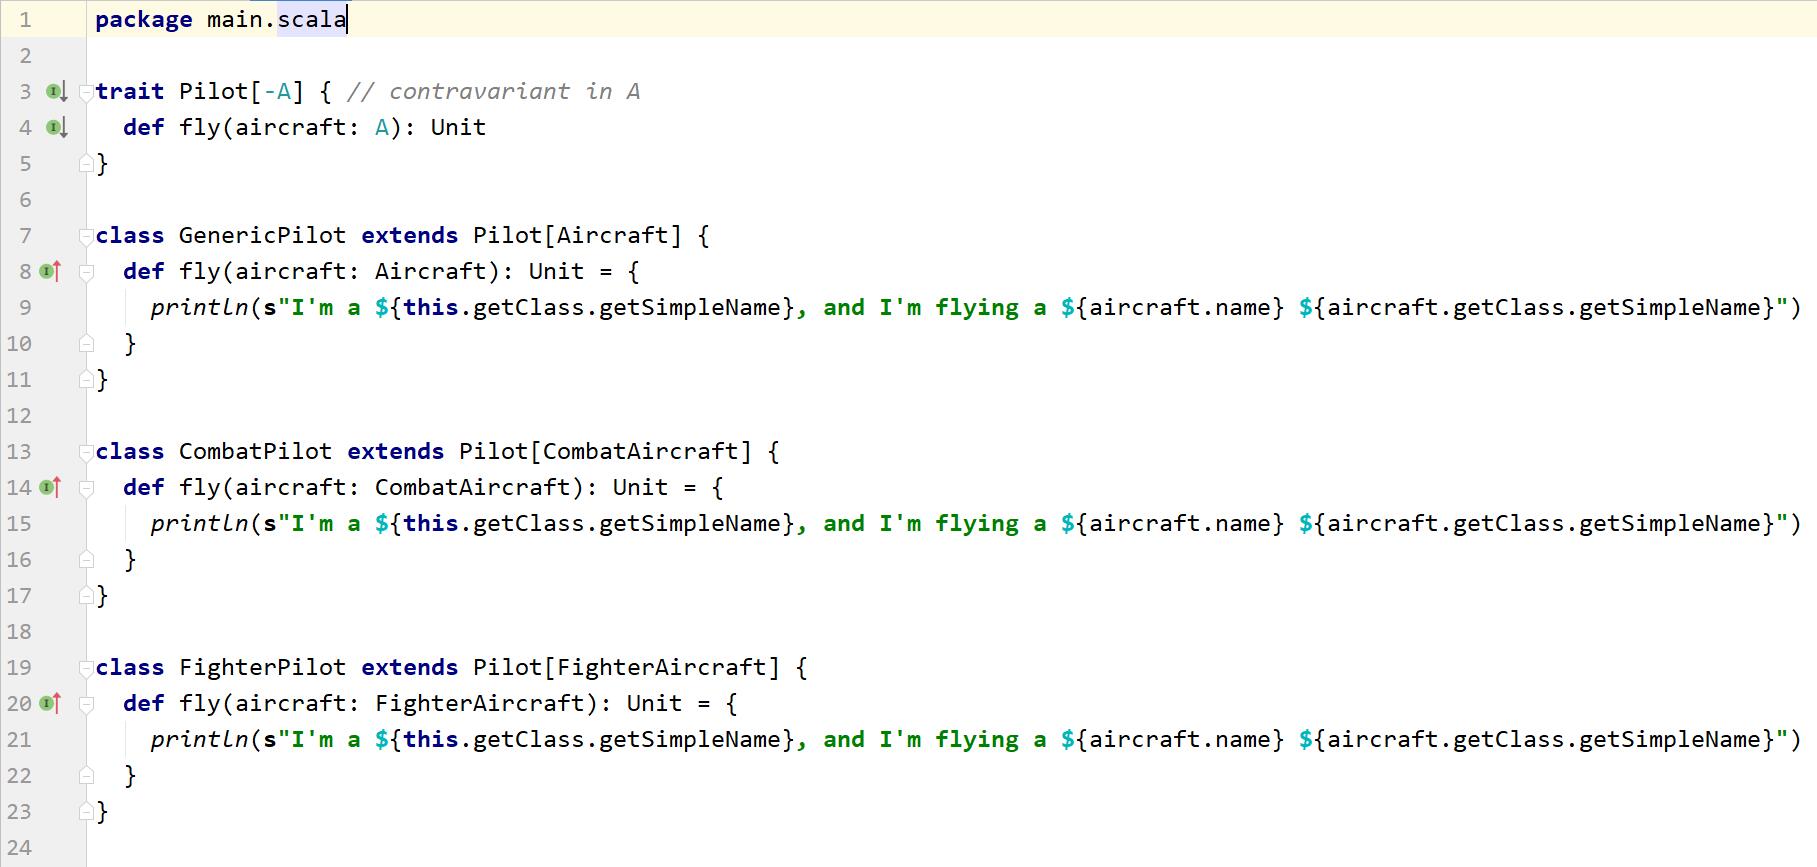 1 package main.scala
2
3 trait Pilot[-A] { // contravariant in A
4   def fly(aircraft: A): Unit
5 }
6
7 class GenericPilot extends Pilot[Aircraft] {
8   def fly(aircraft: Aircraft): Unit = {
9     println(s"I'm a ${this.getClass.getSimpleName}, and I'm flying a ${aircraft.name} ${aircraft.getClass.getSimpleName}")
10   }
11 }
12
13 class CombatPilot extends Pilot[CombatAircraft] {
14   def fly(aircraft: CombatAircraft): Unit = {
15     println(s"I'm a ${this.getClass.getSimpleName}, and I'm flying a ${aircraft.name} ${aircraft.getClass.getSimpleName}")
16   }
17 }
18
19 class FighterPilot extends Pilot[FighterAircraft] {
20   def fly(aircraft: FighterAircraft): Unit = {
21     println(s"I'm a ${this.getClass.getSimpleName}, and I'm flying a ${aircraft.name} ${aircraft.getClass.getSimpleName}")
22   }
23 }
24